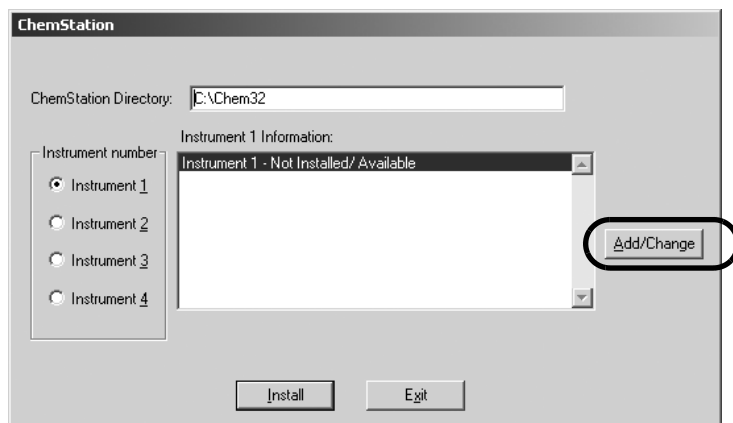 ChemStation
ChemStation Directory: C:\Chem32
Instrument number
Instrument 1
Instrument 2
Instrument 3
Instrument 4
Instrument 1 Information:
Instrument 1 - Not Installed/ Available
Add/Change
Install Exit